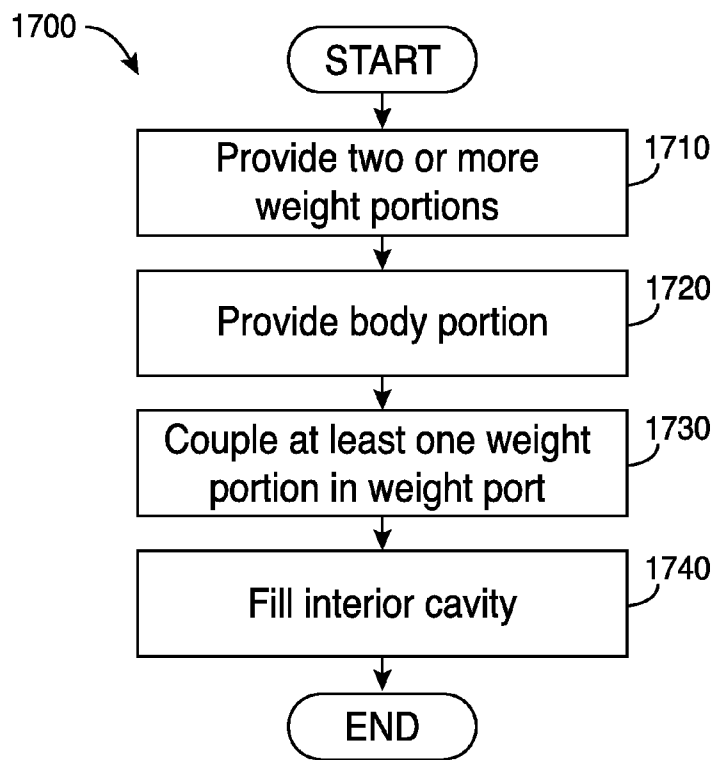 1700
START
Provide two or more
weight portions
1710
Provide body portion
1720
Couple at least one weight
portion in weight port
1730
Fill interior cavity
1740
END